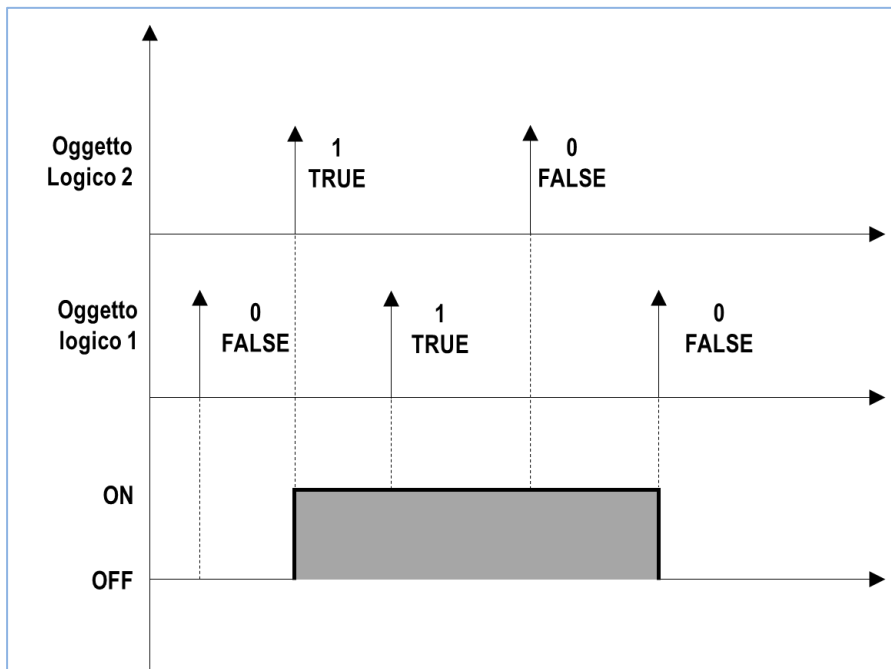 Oggetto
Logico 2
1
TRUE
0
FALSE
Oggetto
logico 1
0
FALSE
1
TRUE
0
FALSE
ON
OFF